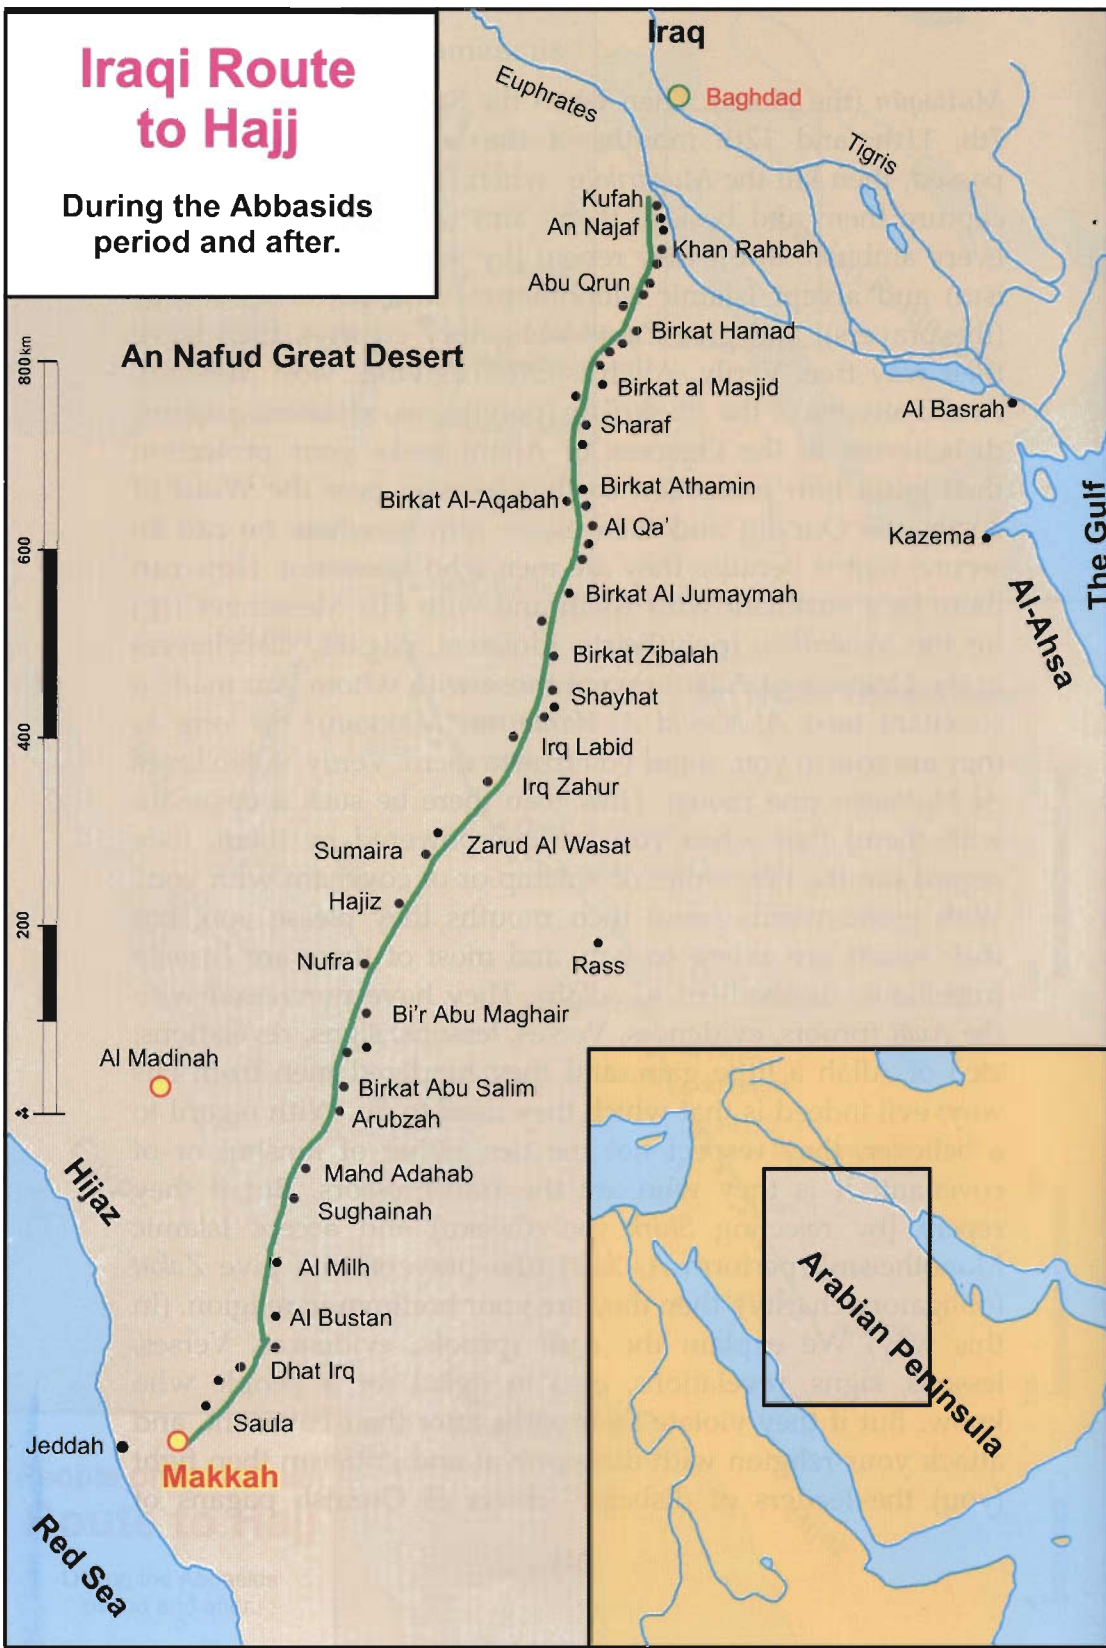 Iraqi Route
to Hajj
During the Abbasids
period and after.
Iraq
Euphrates
Baghdad
Tigris
Kufah
An Najaf
Khan Rahbah
Abu Qrun
Birkat Hamad
An Nafud Great Desert
800 km
Birkat al Masjid
Al Basrah
Sharaf
Birkat Athamin
Birkat Al-Aqabah
The Gulf
Al Qa'
Kazema
600
Birkat Al Jumaymah
Al-Ahsa
Birkat Zibalah
Shayhat
400
Irq Labid
Irq Zahur
Zarud Al Wasat
Sumaira
Hajiz
200
Nufra
Rass
Bi'r Abu Maghair
Al Madinah
Birkat Abu Salim
Arubzah
Hijaz
Mahd Adahab
Sughainah
Al Milh
Al Bustan
Dhat Irq
Saula
Jeddah
Makkah
Red Sea
Arabian Peninsula